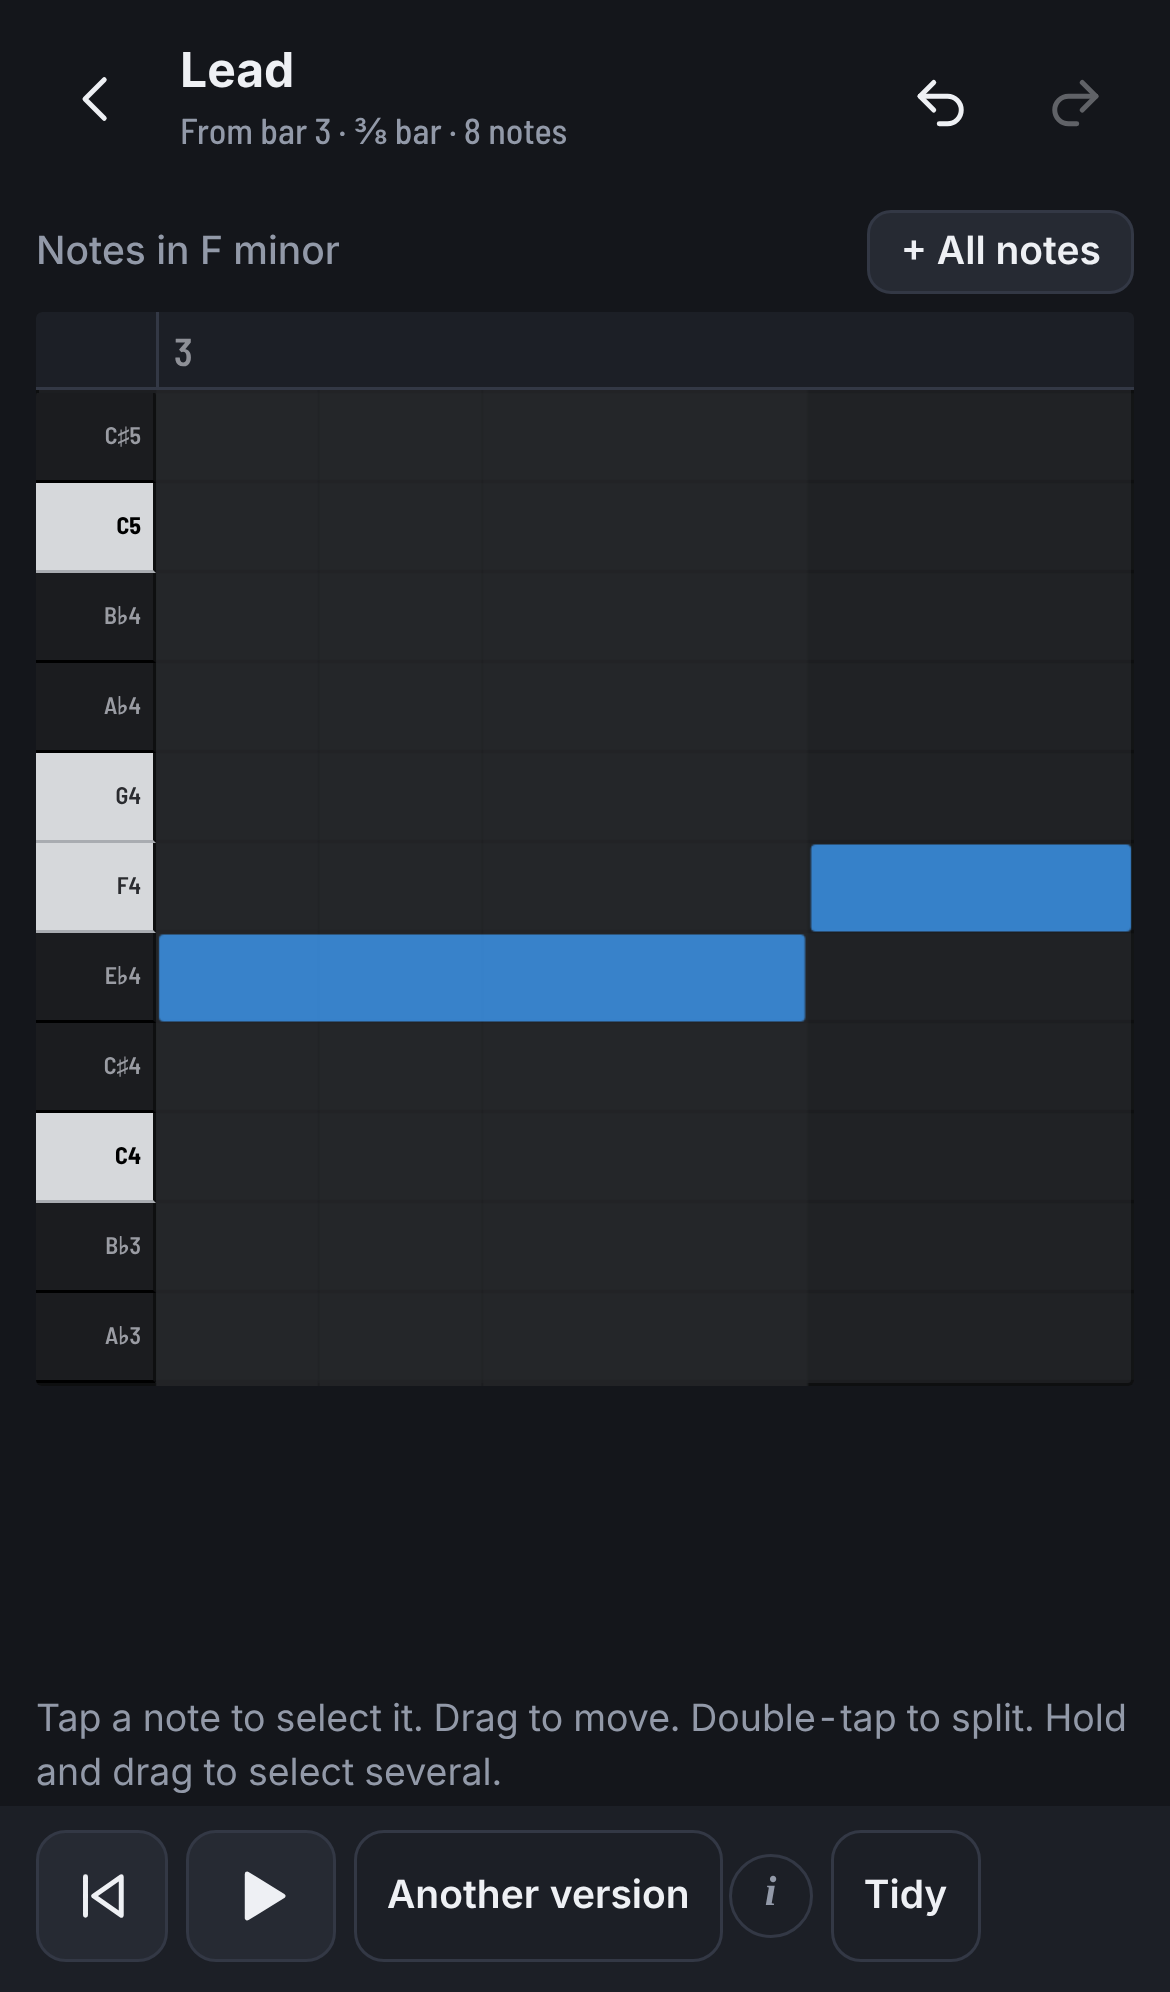 Lead
From bar 3 · ⅜ bar · 8 notes
Notes in F minor
+ All notes
3
C♯5
C5
B♭4
A♭4
G4
F4
E♭4
C♯4
C4
B♭3
A♭3
Tap a note to select it. Drag to move. Double-tap to split. Hold
and drag to select several.
Another version
i
Tidy